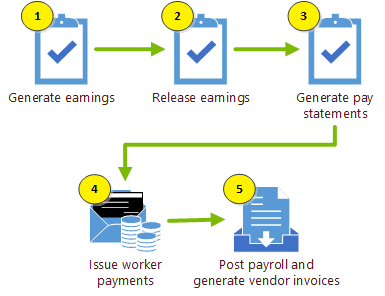 1
2
3
Generate earnings
Release earnings
Generate pay
statements
4
5
Issue worker
payments
Post payroll and
generate vendor invoices